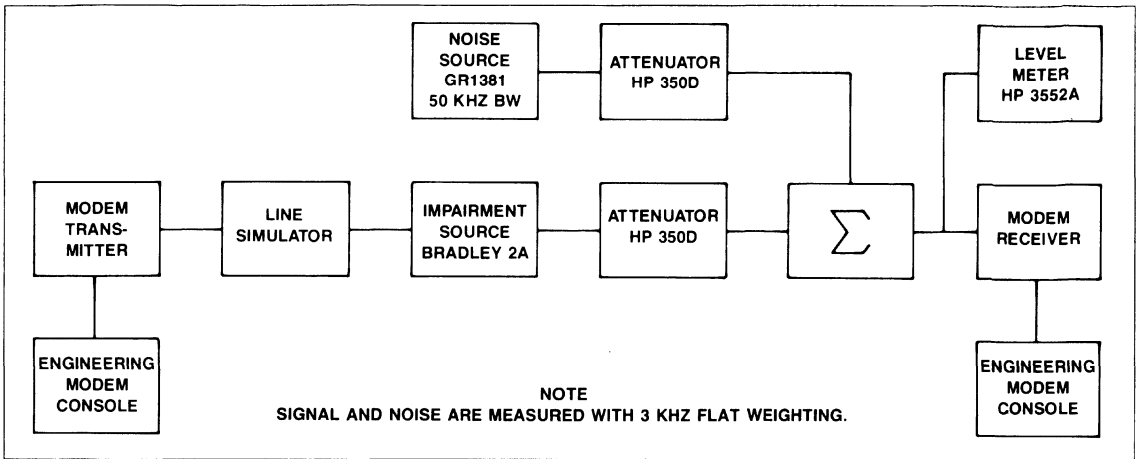 NOISE
SOURCE
GR1381
50 KHZ BW
ATTENUATOR
HP 350D
LEVEL
METER
HP 3552A
MODEM
TRANS-
MITTER
LINE
SIMULATOR
IMPAIRMENT
SOURCE
BRADLEY 2A
ATTENUATOR
HP 350D
Σ
MODEM
RECEIVER
ENGINEERING
MODEM
CONSOLE
ENGINEERING
MODEM
CONSOLE
NOTE
SIGNAL AND NOISE ARE MEASURED WITH 3 KHZ FLAT WEIGHTING.